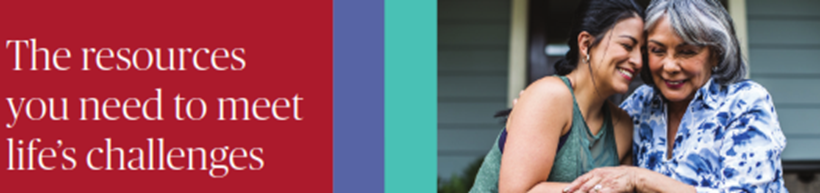 The resources
you need to meet
life’s challenges